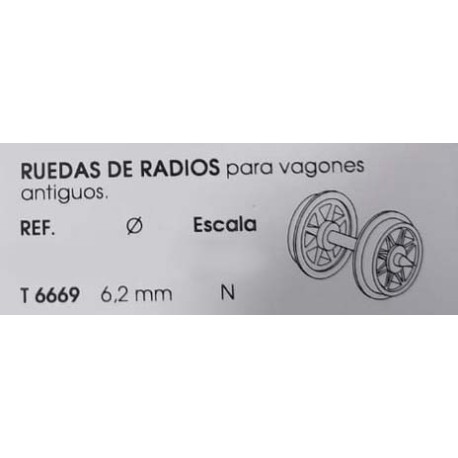 RUEDAS DE RADIOS para vagones
antiguos.
REF. Ø Escala
T 6669 6,2 mm N